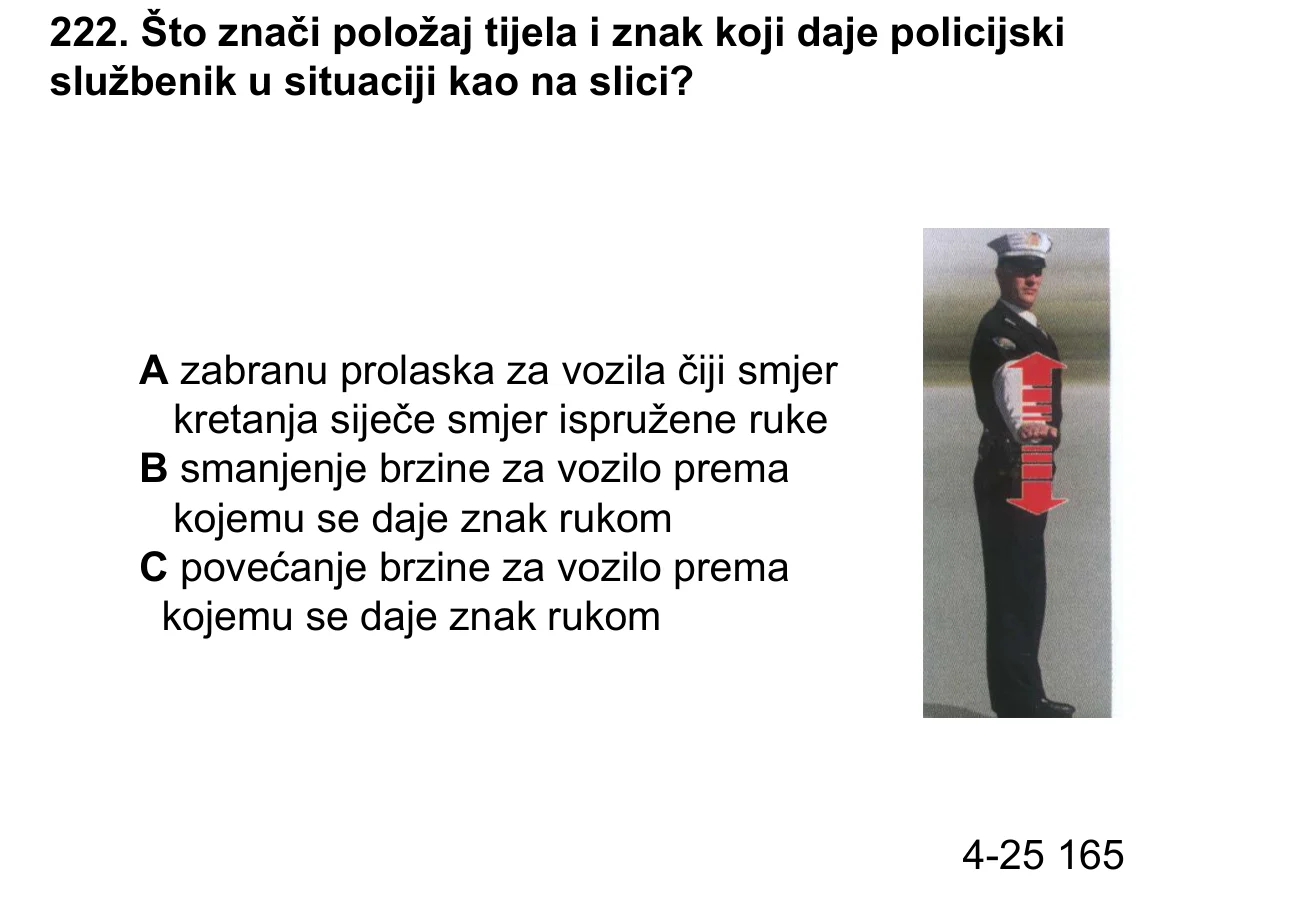 222. Što znači položaj tijela i znak koji daje policijski
službenik u situaciji kao na slici?
A zabranu prolaska za vozila čiji smjer
kretanja siječe smjer ispružene ruke
B smanjenje brzine za vozilo prema
kojemu se daje znak rukom
C povećanje brzine za vozilo prema
kojemu se daje znak rukom
4-25 165